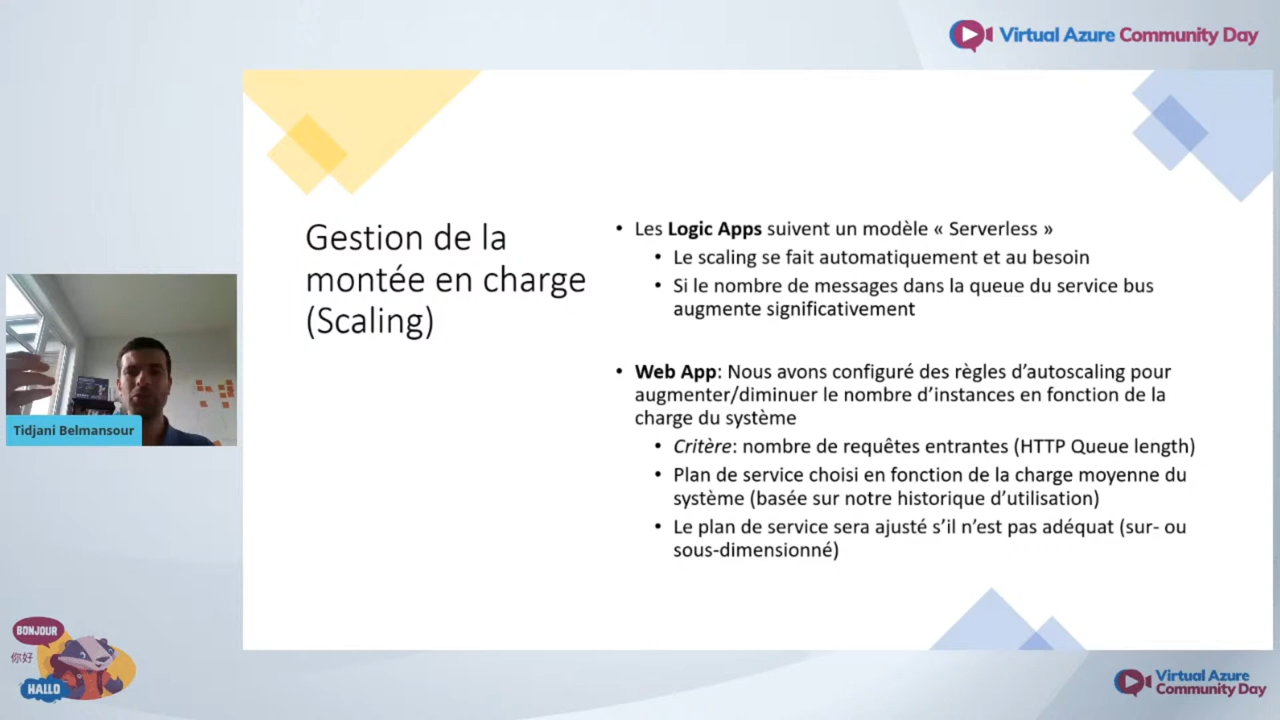 Virtual Azure Community Day
Gestion de la
montée en charge
(Scaling)
• Les Logic Apps suivent un modèle « Serverless »
• Le scaling se fait automatiquement et au besoin
• Si le nombre de messages dans la queue du service bus
augmente significativement
• Web App: Nous avons configuré des règles d’autoscaling pour
augmenter/diminuer le nombre d’instances en fonction de la
charge du système
• Critère: nombre de requêtes entrantes (HTTP Queue length)
• Plan de service choisi en fonction de la charge moyenne du
système (basée sur notre historique d’utilisation)
• Le plan de service sera ajusté s’il n’est pas adéquat (sur- ou
sous-dimensionné)
Tidjani Belmansour
BONJOUR
你好
HALLO
Virtual Azure
Community Day